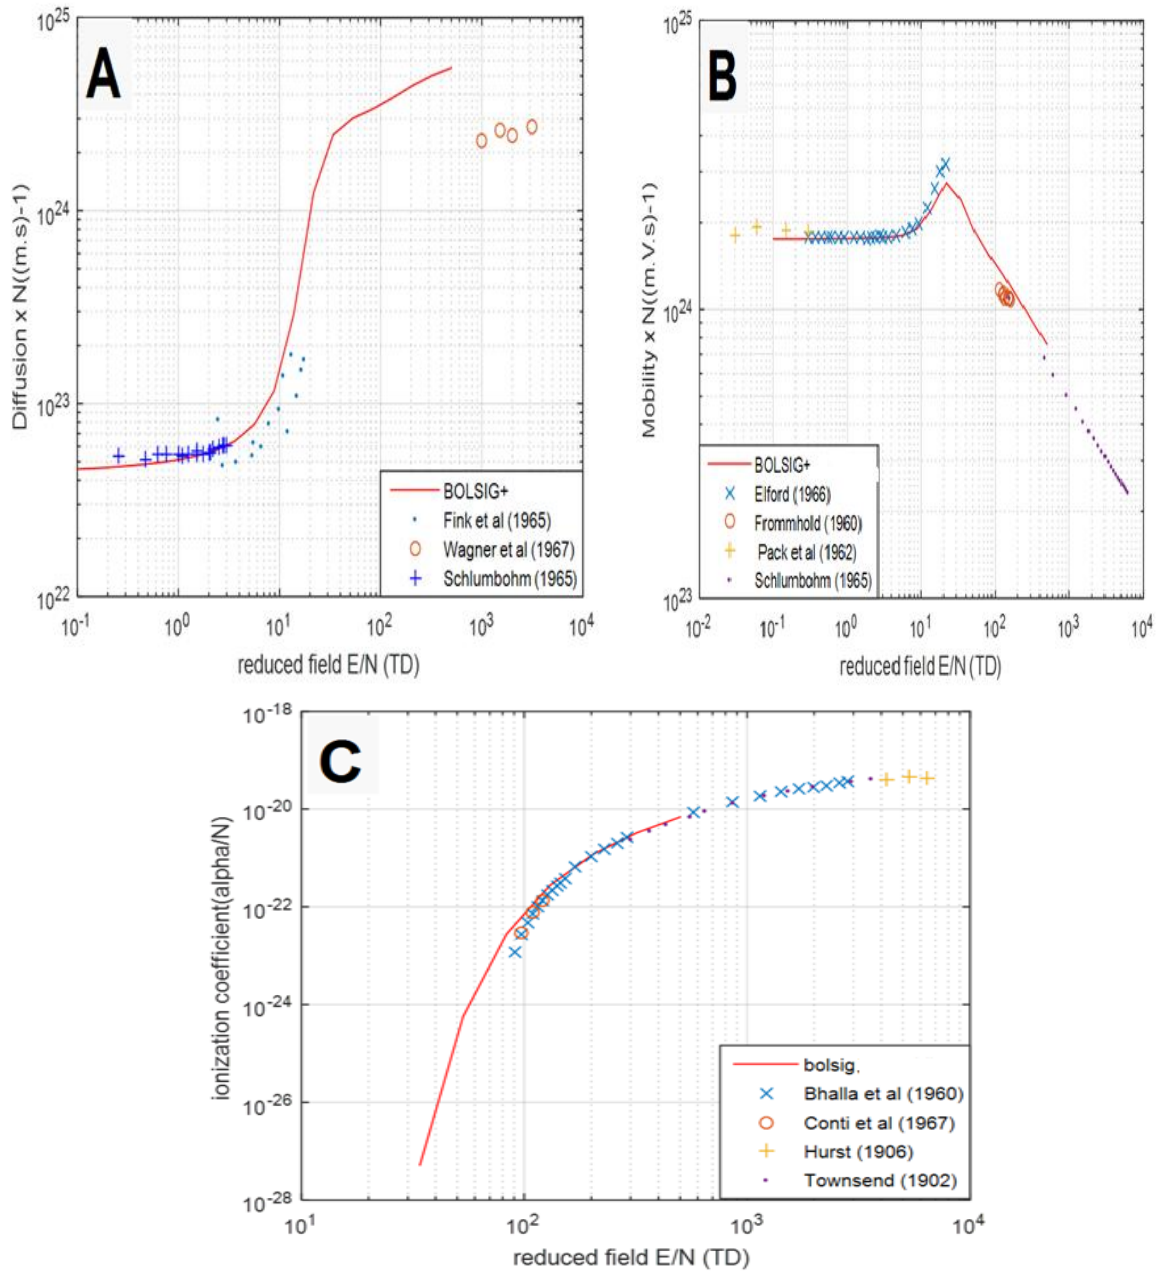 A
10^25
10^24
10^23
10^22
Diffusion x N((m.s)-1)
BOLSIG+
Fink et al (1965)
Wagner et al (1967)
Schlumbohm (1965)
10^-1 10^0 10^1 10^2 10^3 10^4
reduced field E/N (TD)
B
10^25
10^24
10^23
Mobility x N((m.V.s)-1)
BOLSIG+
Elford (1966)
Frommhold (1960)
Pack et al (1962)
Schlumbohm (1965)
10^-2 10^-1 10^0 10^1 10^2 10^3 10^4
reduced field E/N (TD)
C
10^-18
10^-20
10^-22
10^-24
10^-26
10^-28
ionization coefficient(alpha/N)
bolsig.
Bhalla et al (1960)
Conti et al (1967)
Hurst (1906)
Townsend (1902)
10^1 10^2 10^3 10^4
reduced field E/N (TD)